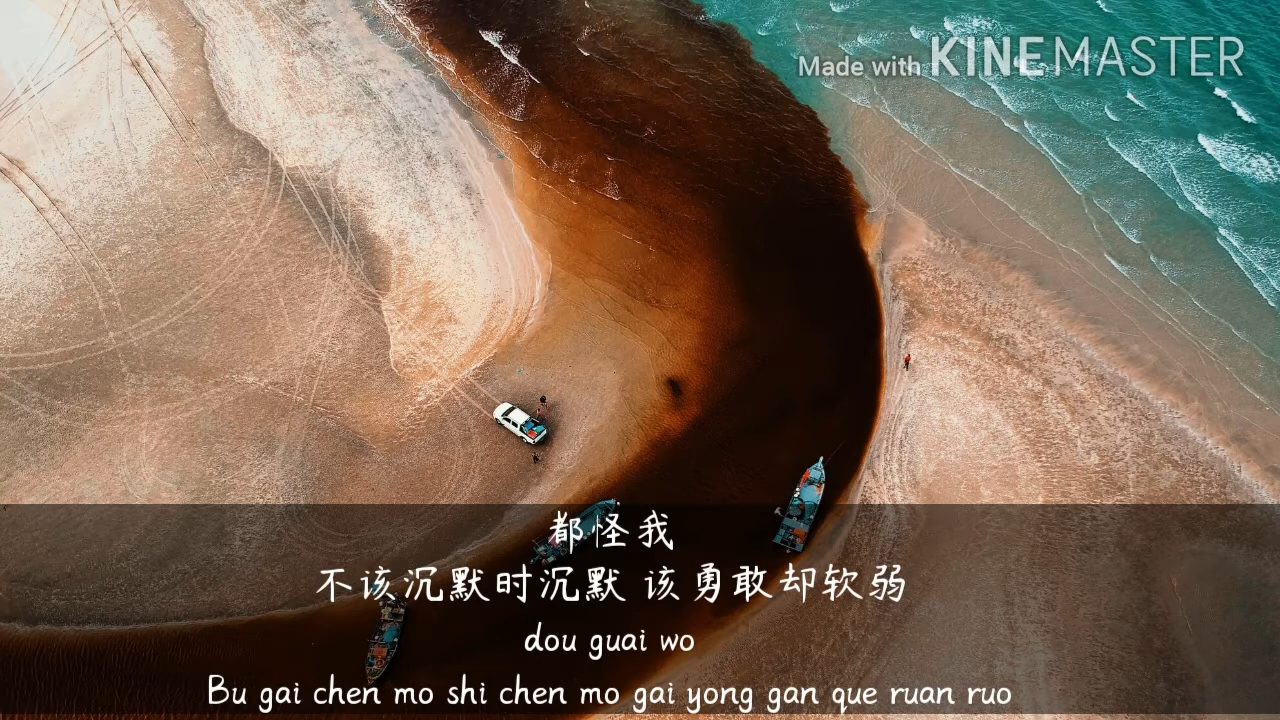 Made with KINEMASTER
都怪我
不该沉默时沉默 该勇敢却软弱
dou guai wo
Bu gai chen mo shi chen mo gai yong gan que ruan ruo